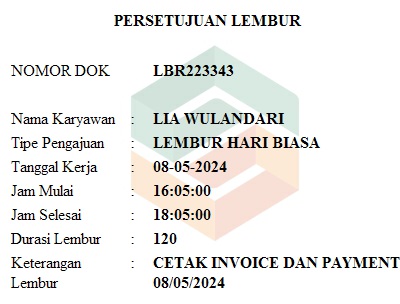 PERSETUJUAN LEMBUR
NOMOR DOK LBR223343
Nama Karyawan : LIA WULANDARI
Tipe Pengajuan : LEMBUR HARI BIASA
Tanggal Kerja : 08-05-2024
Jam Mulai : 16:05:00
Jam Selesai : 18:05:00
Durasi Lembur : 120
Keterangan : CETAK INVOICE DAN PAYMENT
Lembur 08/05/2024